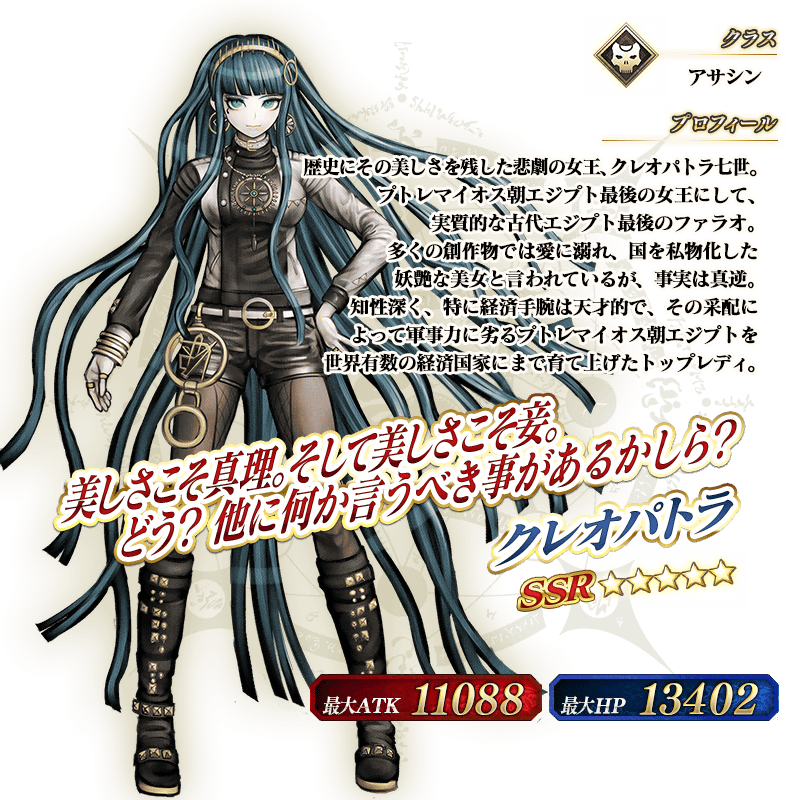 クラス
アサシン
プロフィール
歴史にその美しさを残した悲劇の女王、クレオパトラ七世。
プトレマイオス朝エジプト最後の女王にして、
実質的な古代エジプト最後のファラオ。
多くの創作物では愛に溺れ、国を私物化した
妖艶な美女と言われているが、事実は真逆。
知性深く、特に経済手腕は天才的で、その采配に
よって軍事力に劣るプトレマイオス朝エジプトを
世界有数の経済国家にまで育て上げたトップレディ。
美しさこそ真理。そして美しさこそ妾。
どう? 他に何か言うべき事があるかしら?
クレオパトラ
SSR☆☆☆☆☆
最大ATK 11088
最大HP 13402